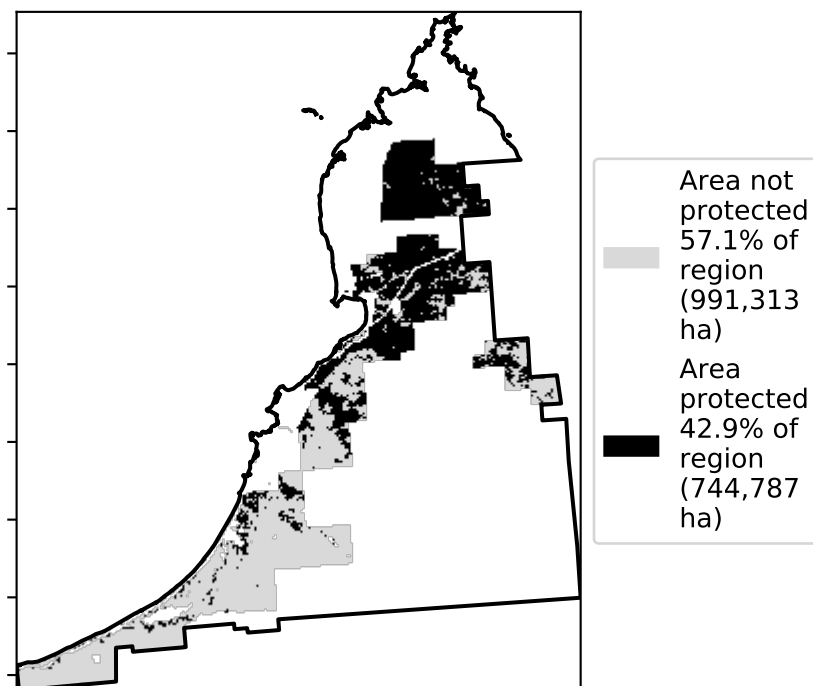 Area not
protected
57.1% of
region
(991,313
ha)
Area
protected
42.9% of
region
(744,787
ha)